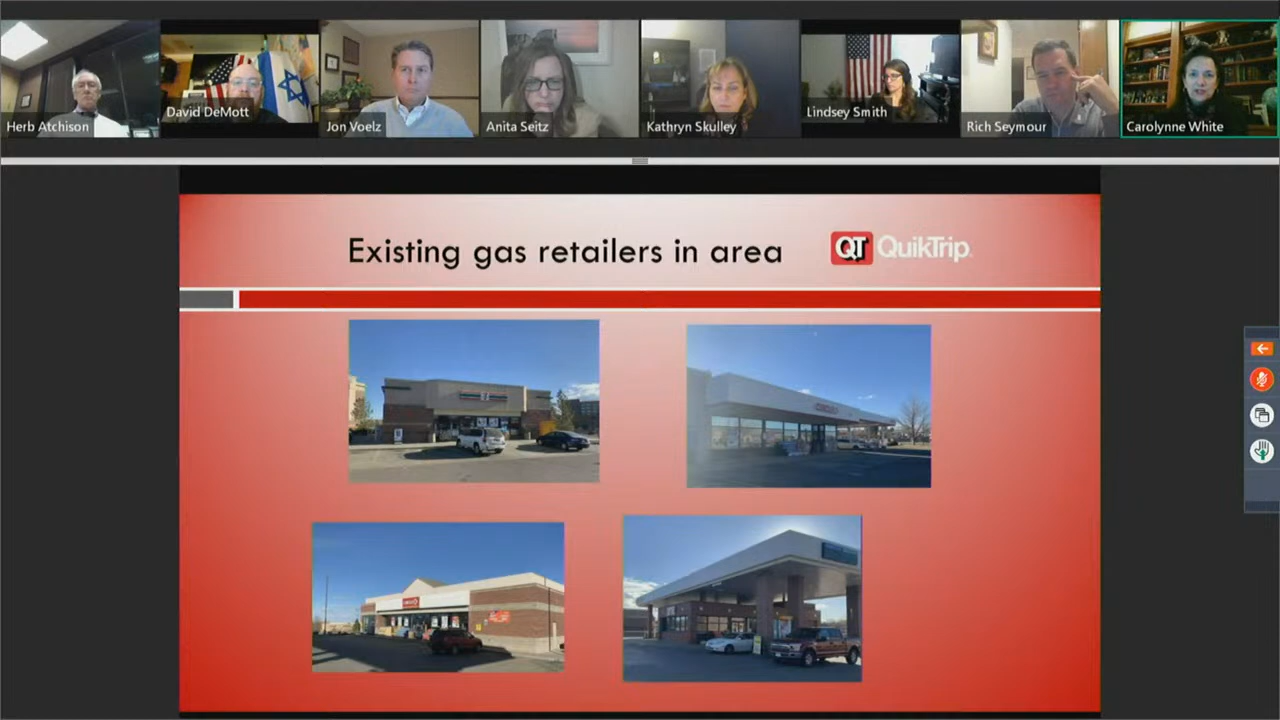 Herb Atchison
David DeMott
Jon Voelz
Anita Seitz
Kathryn Skulley
Lindsey Smith
Rich Seymour
Carolynne White
Existing gas retailers in area
QT QuikTrip